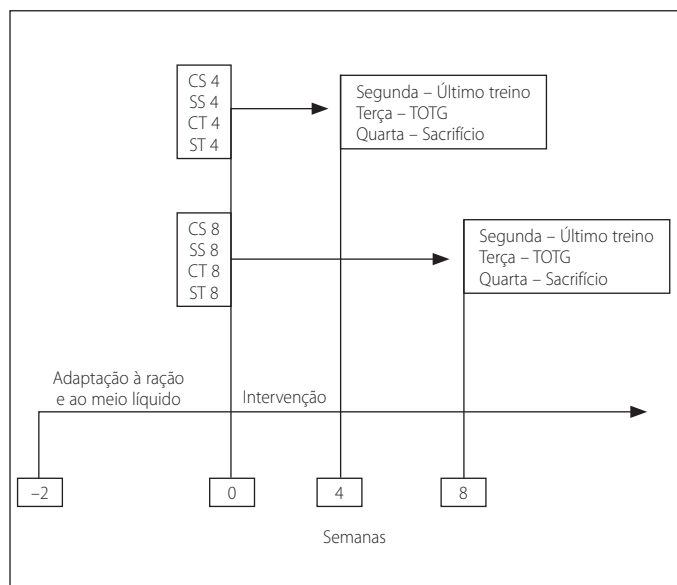 CS 4
SS 4
CT 4
ST 4
Segunda – Último treino
Terça – TOTG
Quarta – Sacrifício
CS 8
SS 8
CT 8
ST 8
Segunda – Último treino
Terça – TOTG
Quarta – Sacrifício
Adaptação à ração
e ao meio líquido
Intervenção
–2
0
4
8
Semanas